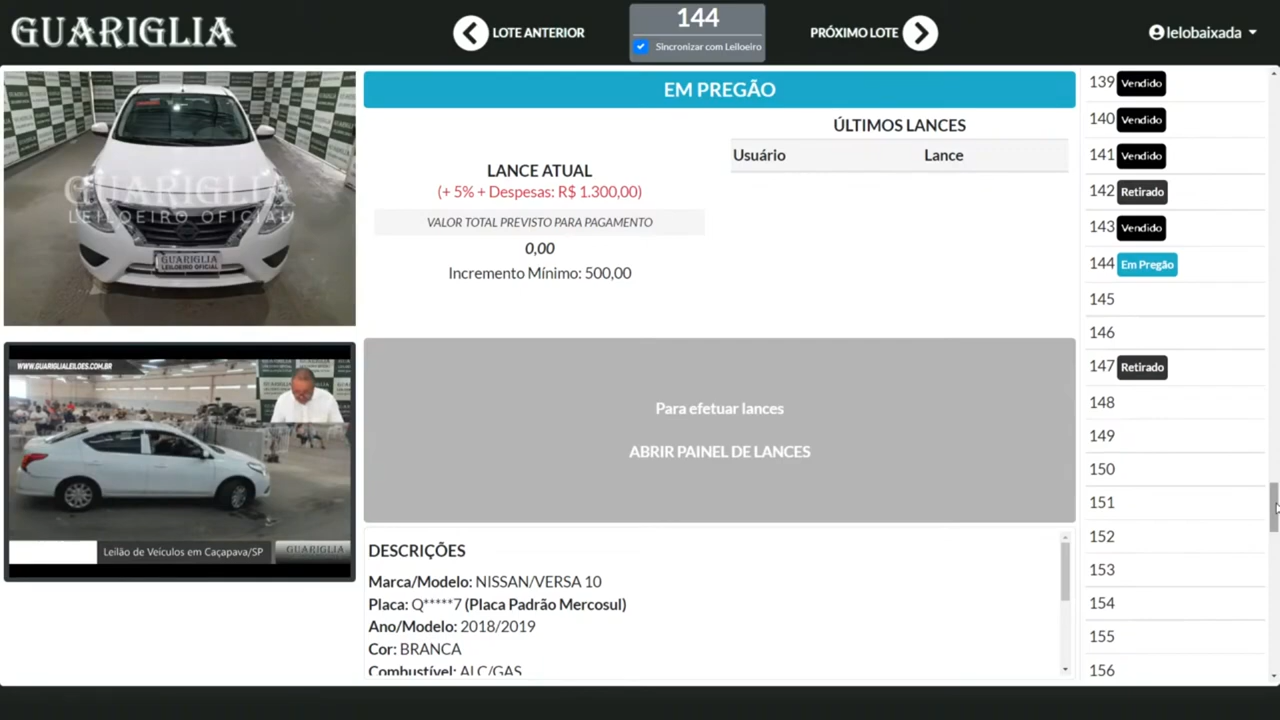 GUARIGLIA
LOTE ANTERIOR
144
Sincronizar com Leiloeiro
PRÓXIMO LOTE
lelobaixada
GUARIGLIA
LEILOEIRO OFICIAL
GUARIGLIA
LEILOEIRO OFICIAL
WWW.GUARIGLIALEILOES.COM.BR
Leilão de Veículos em Caçapava/SP
GUARIGLIA
EM PREGÃO
LANCE ATUAL
(+ 5% + Despesas: R$ 1.300,00)
VALOR TOTAL PREVISTO PARA PAGAMENTO
0,00
Incremento Mínimo: 500,00
ÚLTIMOS LANCES
Usuário Lance
Para efetuar lances
ABRIR PAINEL DE LANCES
DESCRIÇÕES
Marca/Modelo: NISSAN/VERSA 10
Placa: Q*****7 (Placa Padrão Mercosul)
Ano/Modelo: 2018/2019
Cor: BRANCA
Combustível: ALC/GAS
139 Vendido
140 Vendido
141 Vendido
142 Retirado
143 Vendido
144 Em Pregão
145
146
147 Retirado
148
149
150
151
152
153
154
155
156